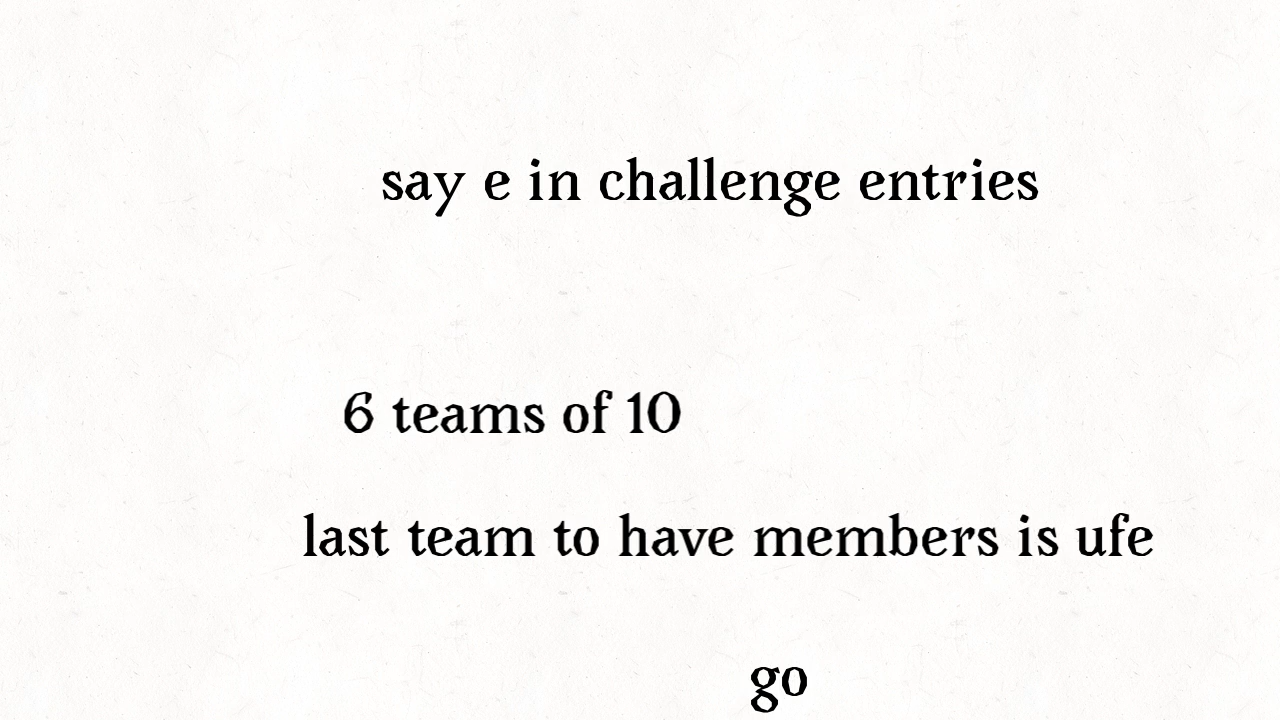 say e in challenge entries
6 teams of 10
last team to have members is ufe
go